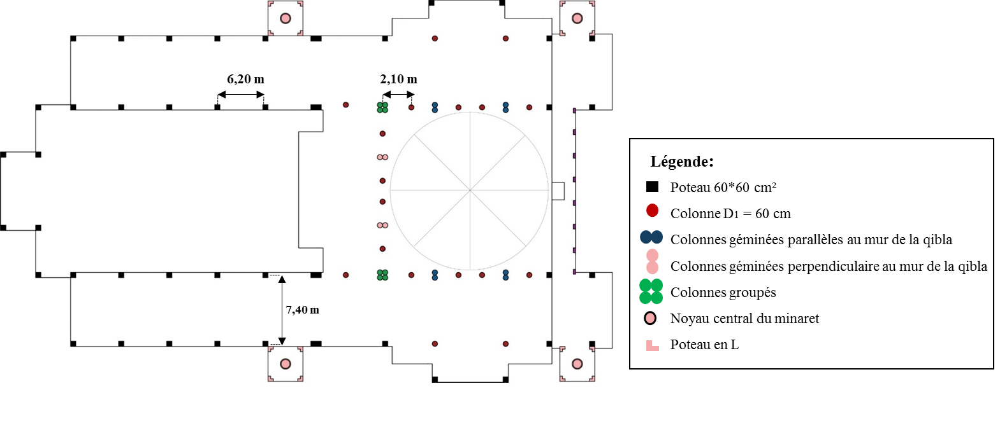 6,20 m
2,10 m
7,40 m
Légende:
Poteau 60*60 cm²
Colonne D1 = 60 cm
Colonnes géminées parallèles au mur de la qibla
Colonnes géminées perpendiculaire au mur de la qibla
Colonnes groupés
Noyau central du minaret
Poteau en L